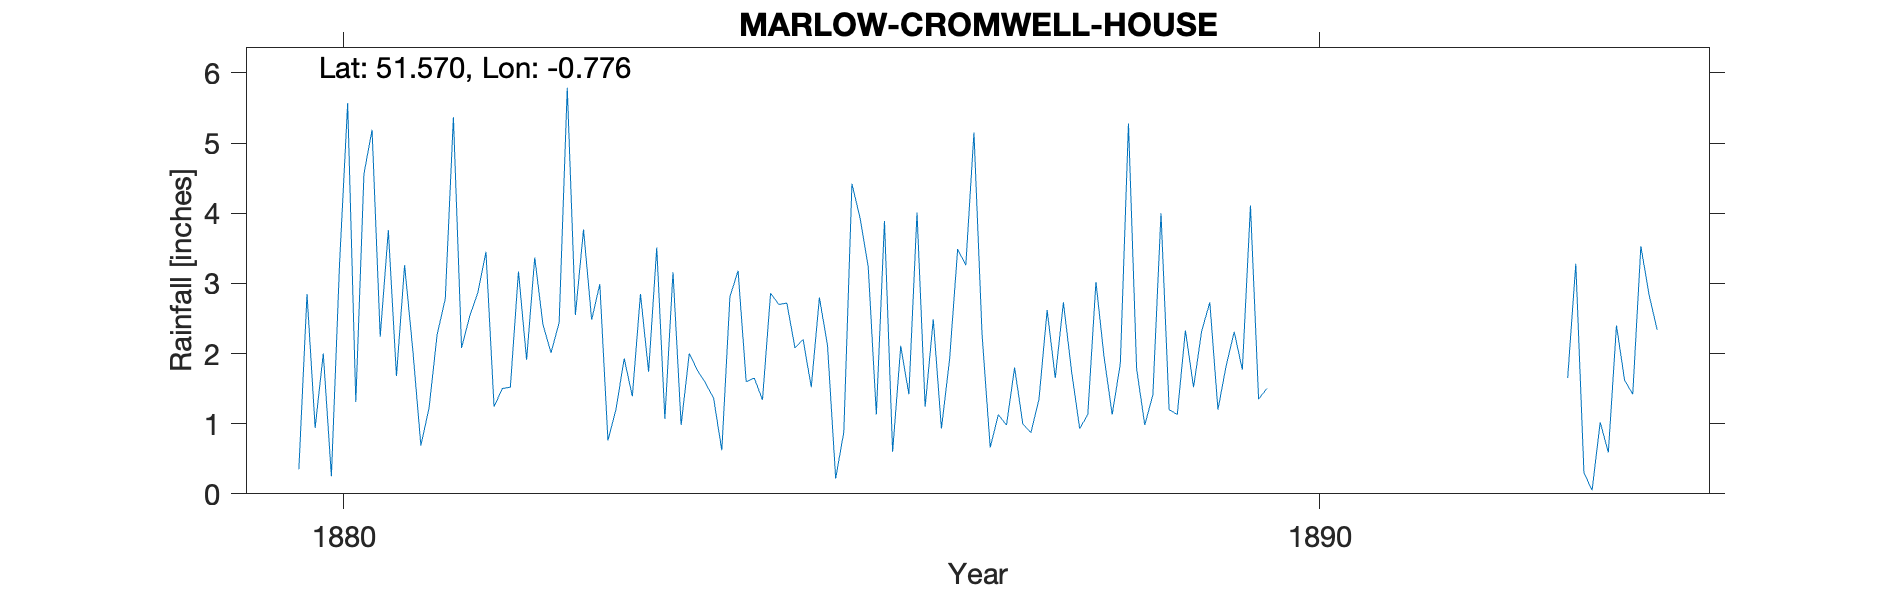 MARLOW-CROMWELL-HOUSE
Lat: 51.570, Lon: -0.776
6
5
4
3
2
1
0
Rainfall [inches]
1880
1890
Year